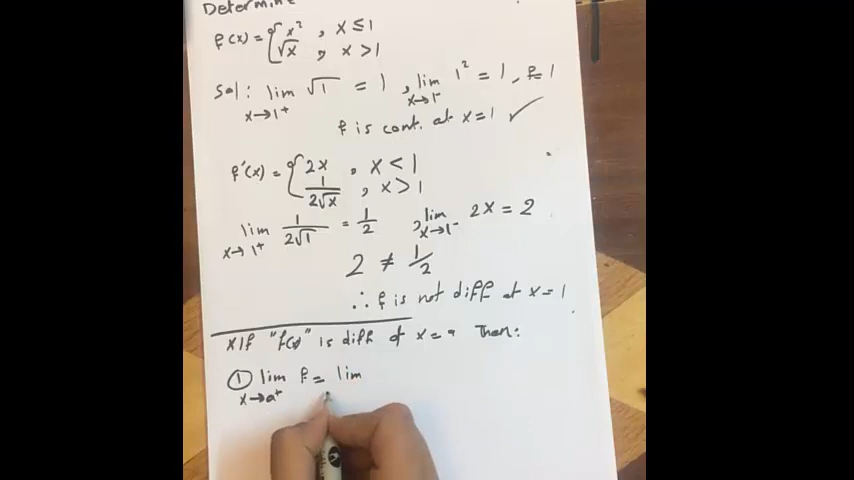 Determine
f(x) = { x² , x ≤ 1
√x , x > 1
Sol: lim x→1⁺ √1 = 1 , lim x→1⁻ 1² = 1 , f = 1
f is cont. at x = 1 ✓
f'(x) = { 2x , x < 1
1/(2√x) , x > 1
lim x→1⁺ 1/(2√1) = 1/2 , lim x→1⁻ 2x = 2
2 ≠ 1/2
∴ f is not diff at x = 1
x If "f(x)" is diff at x = a Then:
① lim x→a⁺ f = lim